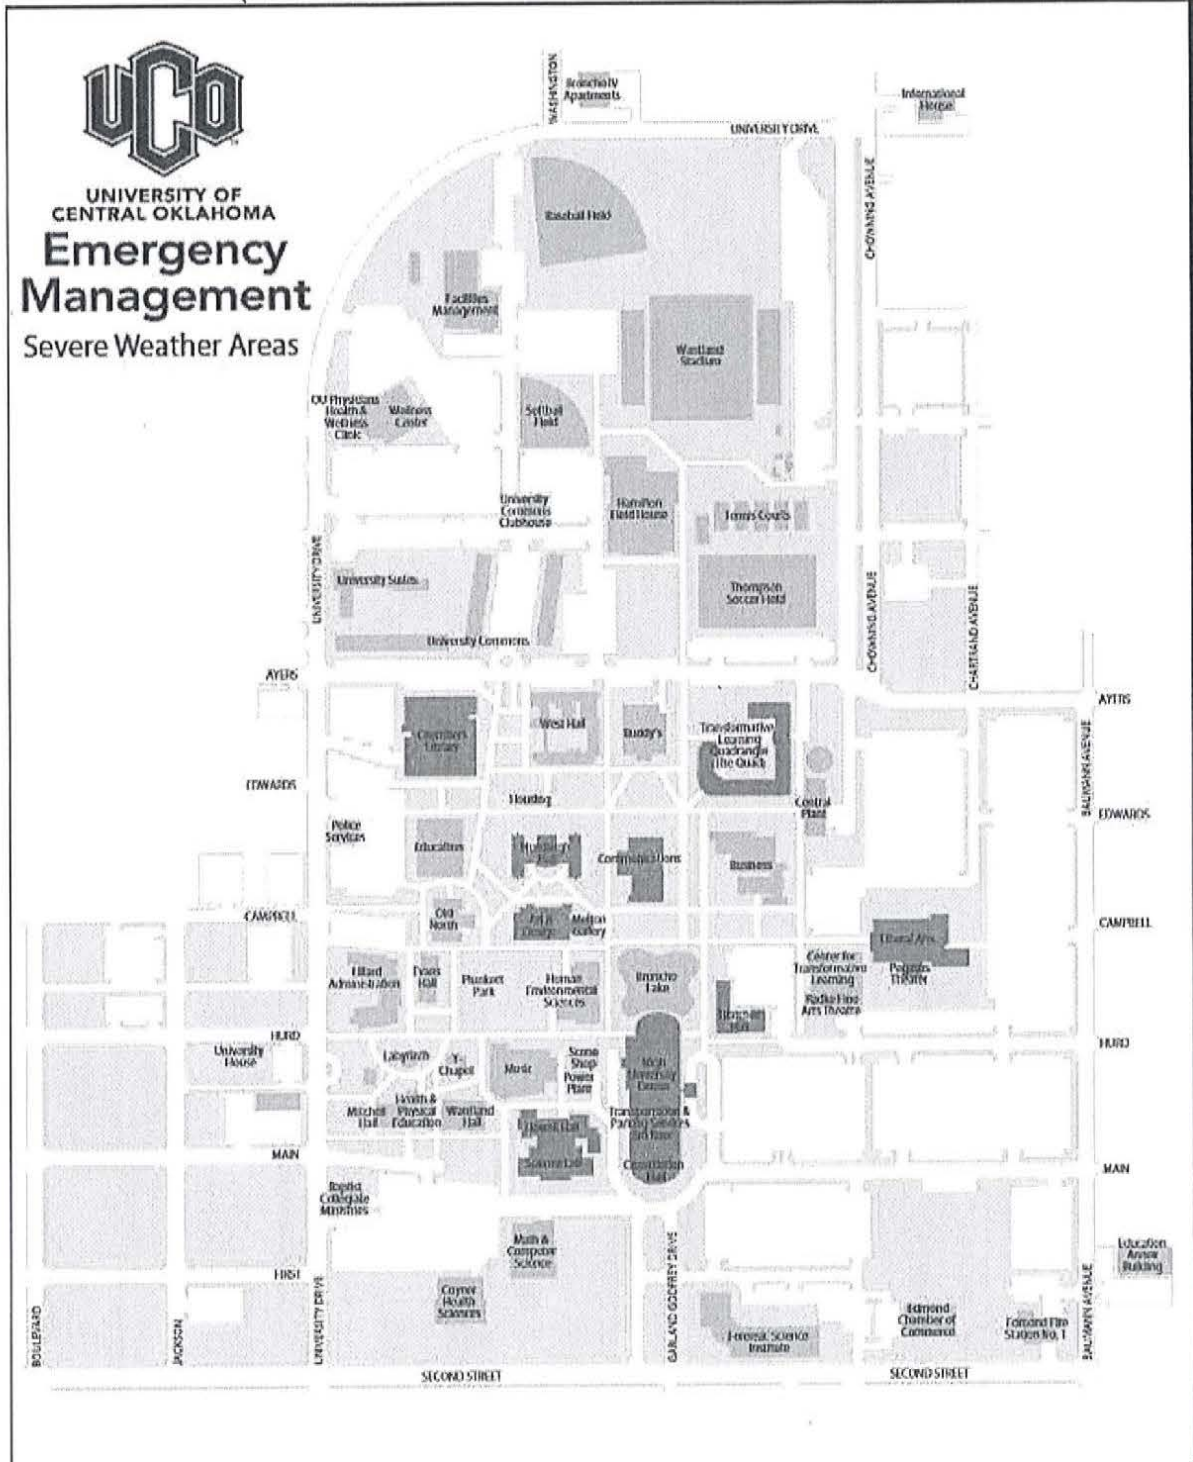 UCO
UNIVERSITY OF
CENTRAL OKLAHOMA
Emergency
Management
Severe Weather Areas
WASHINGTON
Broncho IV
Apartments
International
House
UNIVERSITY DRIVE
CHOWNING AVENUE
Baseball Field
Facilities
Management
Wantland
Stadium
OU Physicians
Health &
Wellness
Clinic
Wellness
Center
Softball
Field
University
Commons
Clubhouse
Hamilton
Field House
Tennis Courts
UNIVERSITY DRIVE
University Suites
Thompson
Soccer Field
CHOWNING AVENUE
CHARTRAND AVENUE
University Commons
AYERS
AYERS
Chambers
Library
West Hall
Buddy's
Transformative
Learning
Quadrangle
(The Quad)
BAUMANN AVENUE
EDWARDS
Housing
Central
Plant
EDWARDS
Police
Services
Education
Communications
Business
CAMPBELL
Old
North
Art &
Design
Melton
Gallery
Liberal Arts
CAMPBELL
Lillard
Administration
Evans
Hall
Plunkett
Park
Human
Environmental
Sciences
Broncho
Lake
Center for
Transformative
Learning
Pegasus
Theater
Radke Fine
Arts Theatre
HURD
University
House
Labyrinth
Y-
Chapel
Music
Scene
Shop
Power
Plant
Nigh
University
Center
HURD
Mitchell
Hall
Health &
Physical
Education
Wantland
Hall
Howell Hall
Transportation &
Parking Services
MAIN
Constitution
Hall
MAIN
Baptist
Collegiate
Ministries
Math &
Computer
Science
GARLAND GODFREY DRIVE
Education
Annex
Building
FIRST
Coyner
Health
Sciences
BOULEVARD
JACKSON
UNIVERSITY DRIVE
Forensic Science
Institute
Edmond
Chamber of
Commerce
Edmond Fire
Station No. 1
BAUMANN AVENUE
SECOND STREET
SECOND STREET